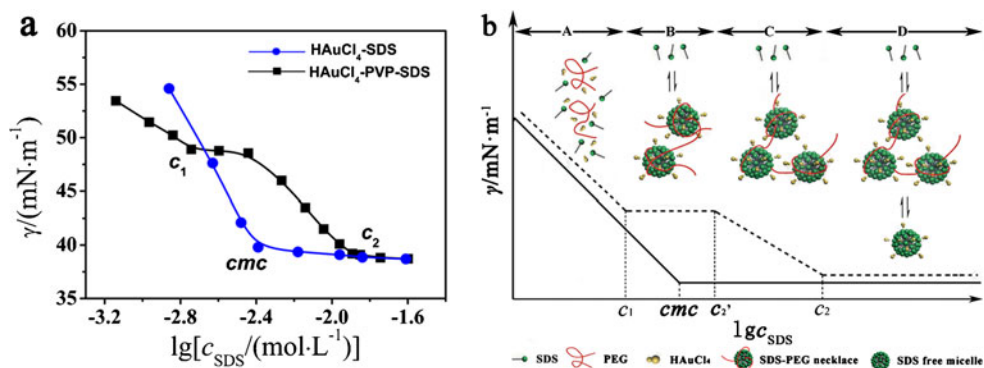 a
60
55
50
45
40
35
γ/(mN·m⁻¹)
HAuCl₄-SDS
HAuCl₄-PVP-SDS
c₁
cmc
c₂
-3.2 -2.8 -2.4 -2.0 -1.6
lg[c_SDS/(mol·L⁻¹)]
b
A B C D
γ/mN·m⁻¹
c₁ cmc c₂' c₂
lgc_SDS
SDS PEG HAuCl₄ SDS-PEG necklace SDS free micelle